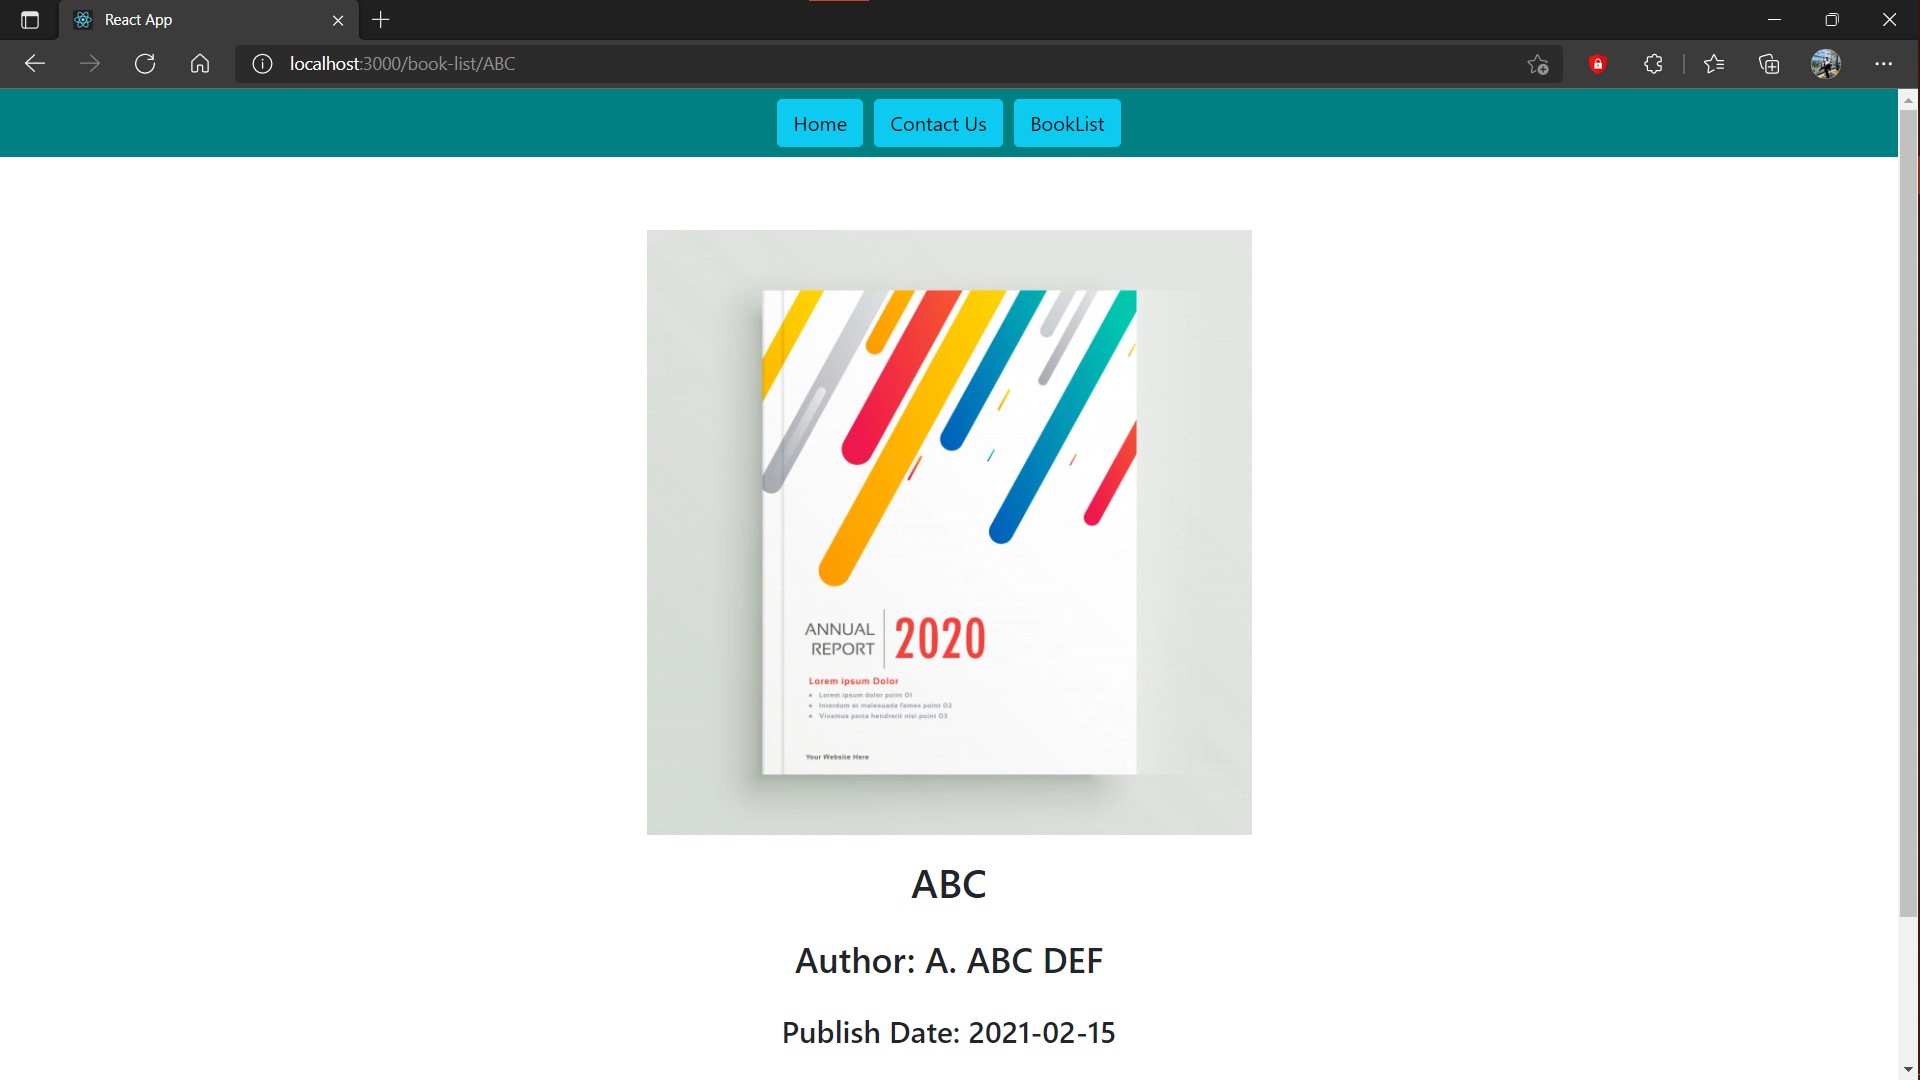 React App
localhost:3000/book-list/ABC
Home Contact Us BookList
ANNUAL
REPORT
2020
Lorem ipsum Dolor
Lorem ipsum dolor point 01
Interdum et malesuada fames point 02
Vivamus porta hendrerit nisi point 03
Your Website Here
ABC
Author: A. ABC DEF
Publish Date: 2021-02-15